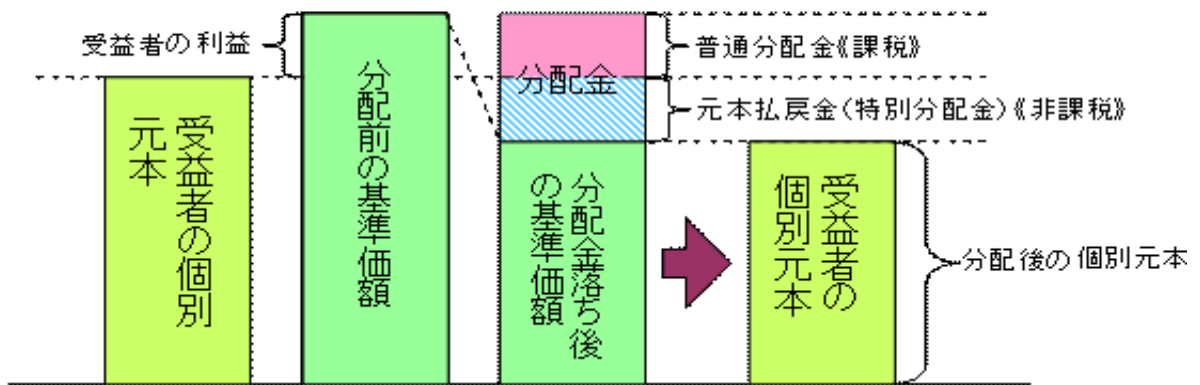 受益者の利益
受益者の個別
元本
分配前の基準価額
分配金
分配金落ち後
の基準価額
普通分配金《課税》
元本払戻金(特別分配金)《非課税》
受益者の
個別元本
分配後の個別元本